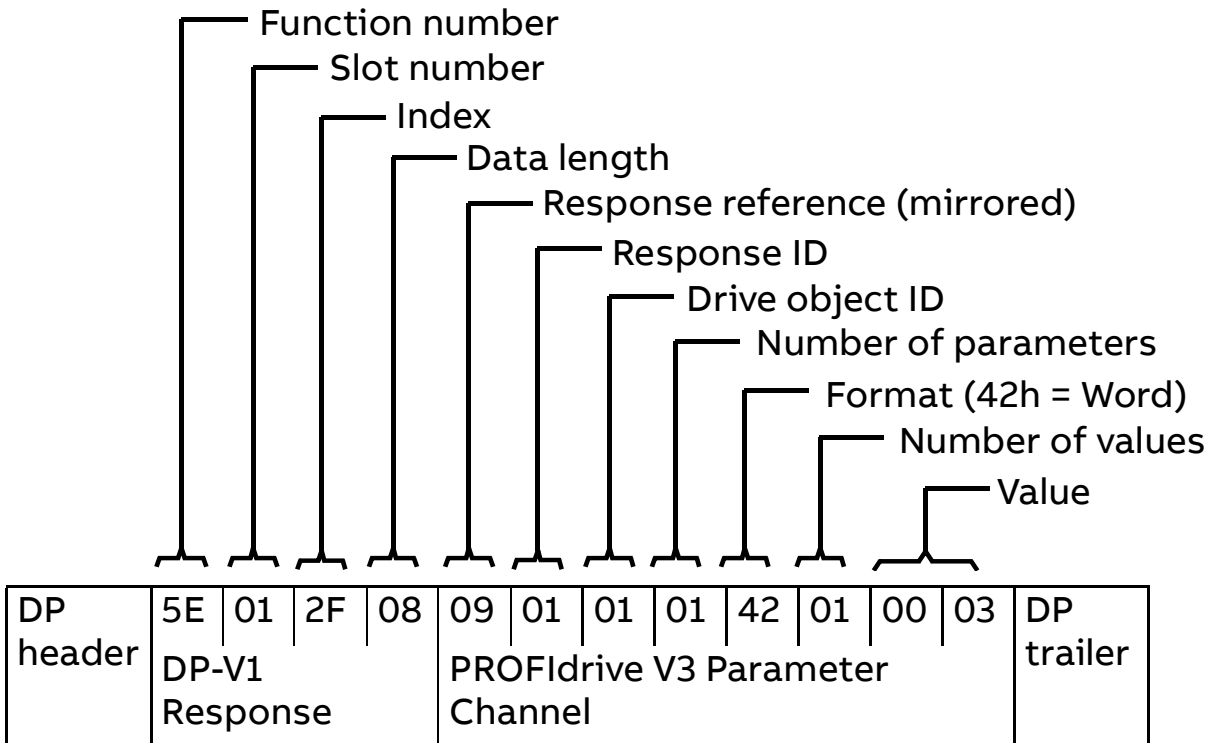 Function number
Slot number
Index
Data length
Response reference (mirrored)
Response ID
Drive object ID
Number of parameters
Format (42h = Word)
Number of values
Value
DP header
5E 01 2F 08 09 01 01 01 42 01 00 03
DP trailer
DP-V1
Response
PROFIdrive V3 Parameter
Channel